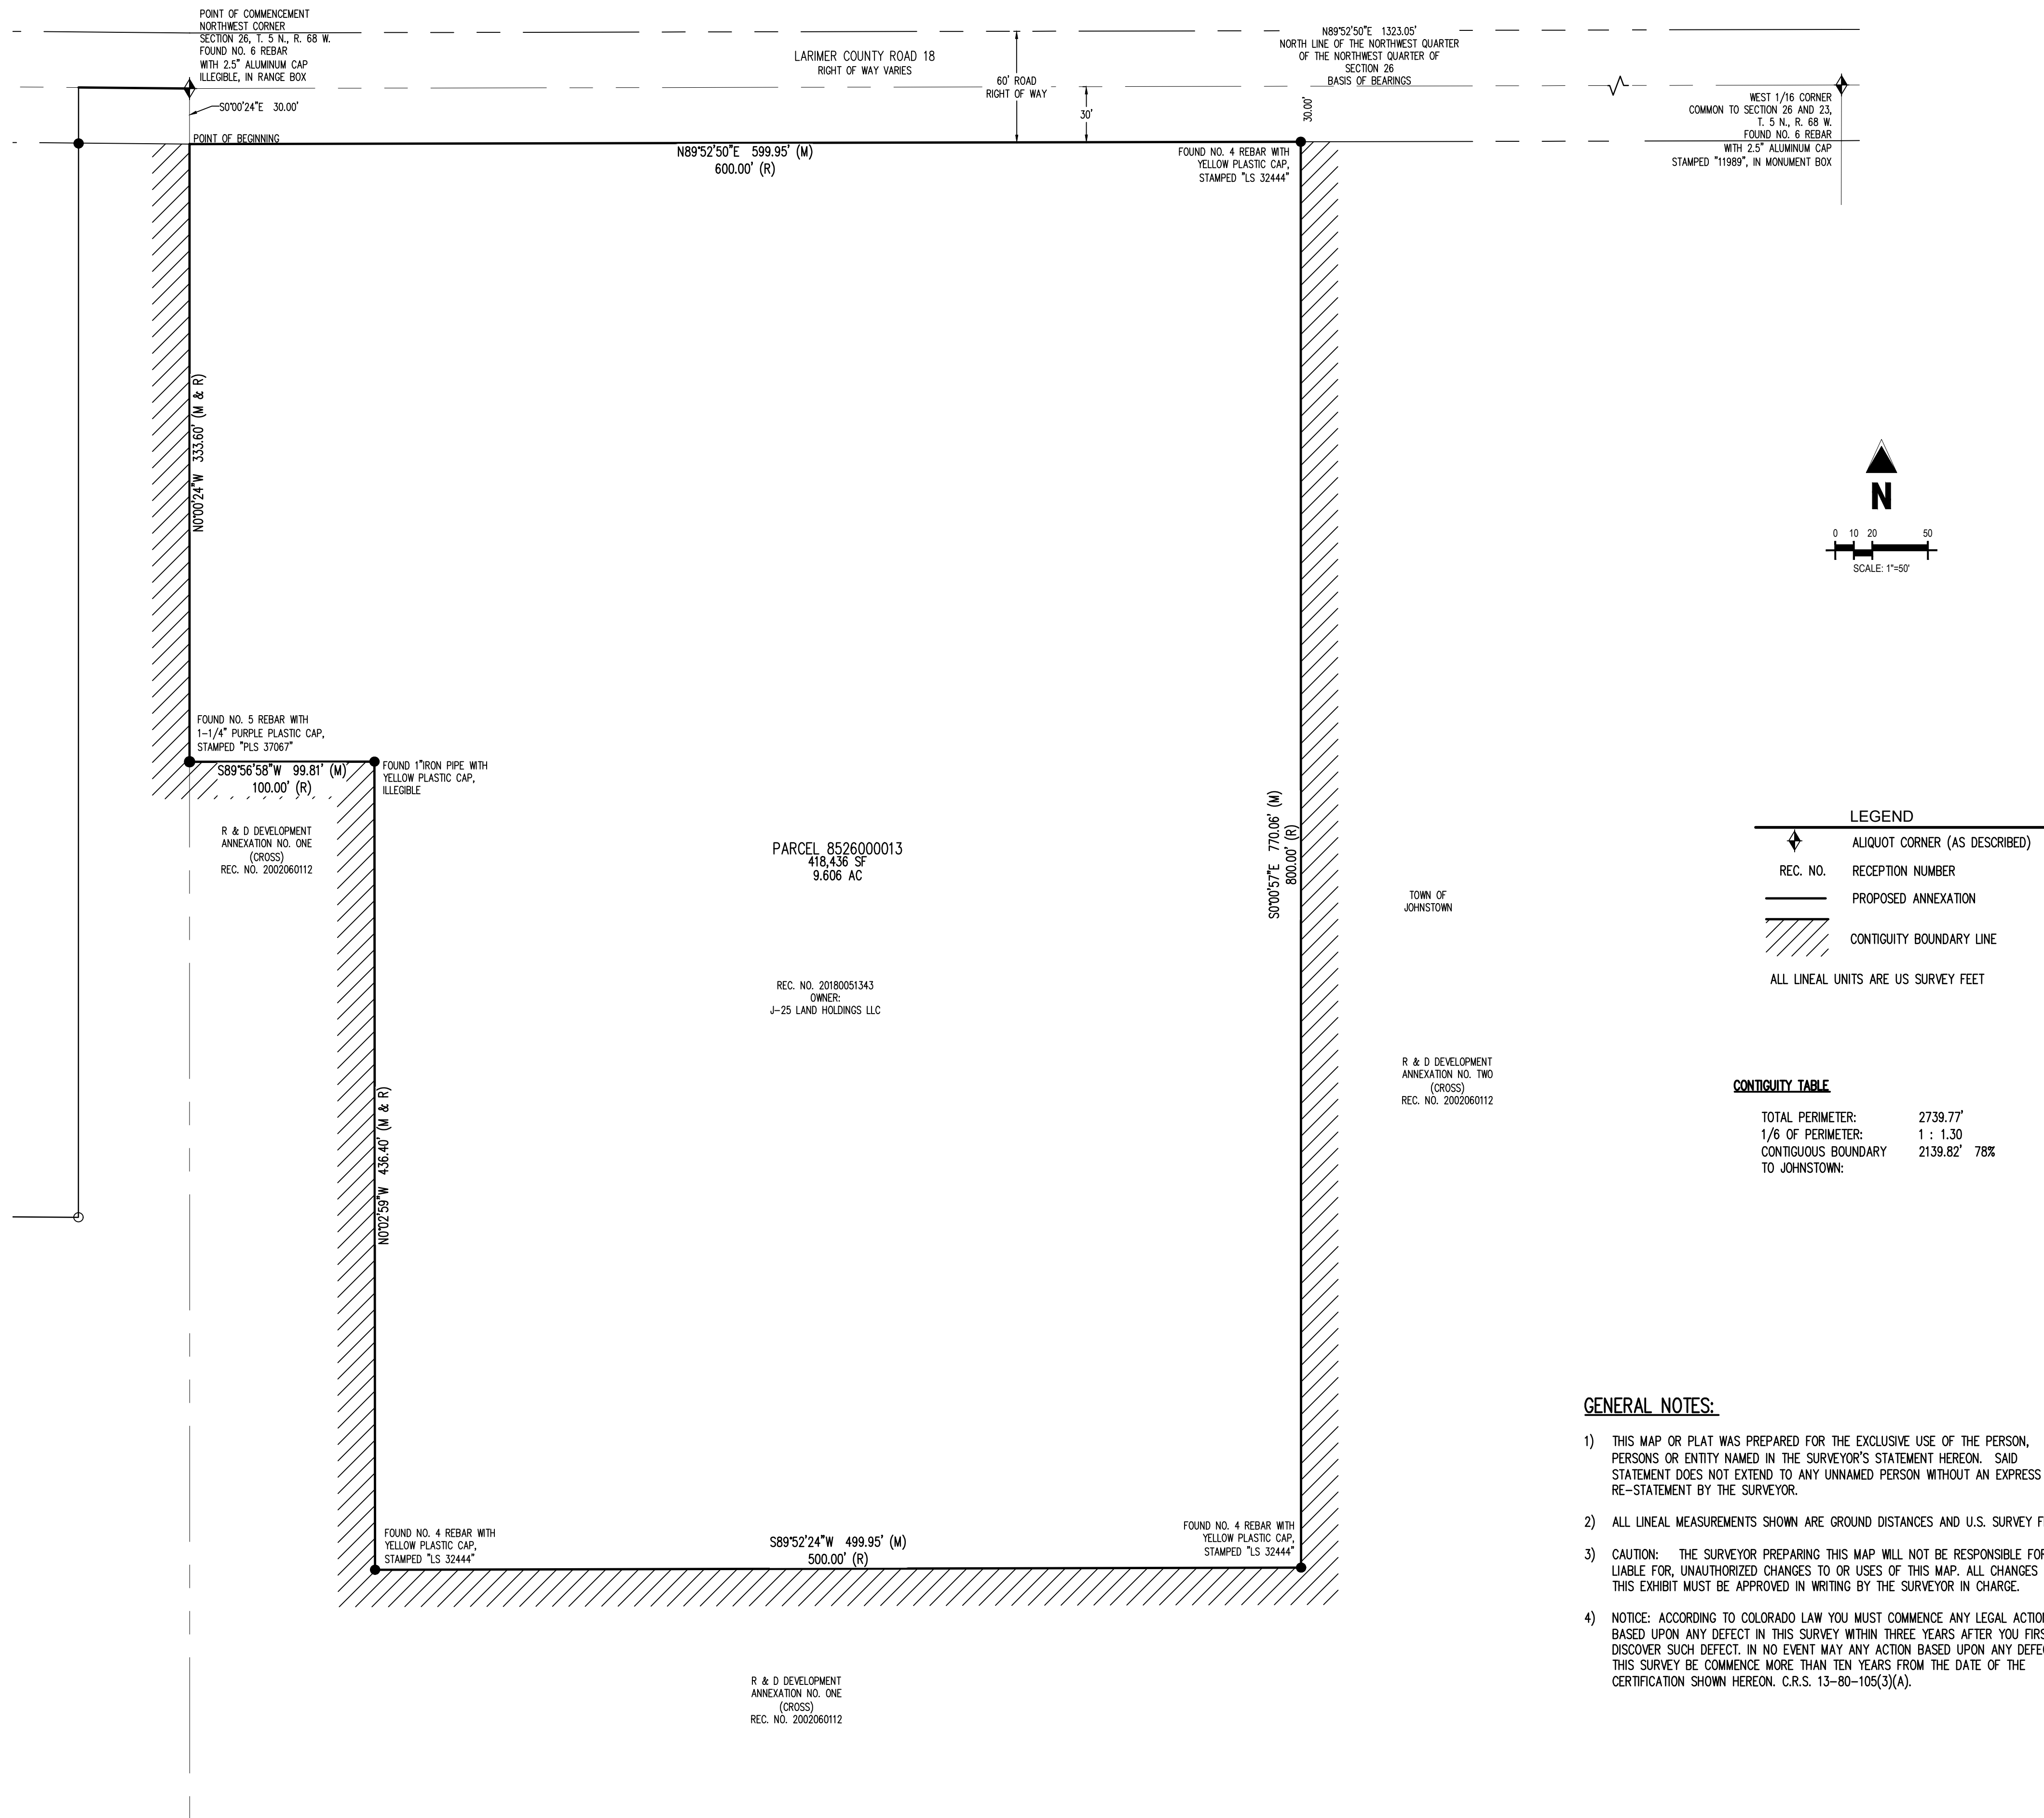 POINT OF COMMENCEMENT
NORTHWEST CORNER
SECTION 26, T. 5 N., R. 68 W.
FOUND NO. 6 REBAR
WITH 2.5" ALUMINUM CAP
ILLEGIBLE, IN RANGE BOX
S0°00'24"E 30.00'
POINT OF BEGINNING
LARIMER COUNTY ROAD 18
RIGHT OF WAY VARIES
60' ROAD
RIGHT OF WAY
30'
N89°52'50"E 1323.05'
NORTH LINE OF THE NORTHWEST QUARTER
OF THE NORTHWEST QUARTER OF
SECTION 26
BASIS OF BEARINGS
30.00'
WEST 1/16 CORNER
COMMON TO SECTION 26 AND 23,
T. 5 N., R. 68 W.
FOUND NO. 6 REBAR
WITH 2.5" ALUMINUM CAP
STAMPED "11989", IN MONUMENT BOX
N89°52'50"E 599.95' (M)
600.00' (R)
FOUND NO. 4 REBAR WITH
YELLOW PLASTIC CAP,
STAMPED "LS 32444"
N0°00'24"W 333.60' (M & R)
N
0 10 20 50
SCALE: 1"=50'
FOUND NO. 5 REBAR WITH
1-1/4" PURPLE PLASTIC CAP,
STAMPED "PLS 37067"
S89°56'58"W 99.81' (M)
100.00' (R)
FOUND 1"IRON PIPE WITH
YELLOW PLASTIC CAP,
ILLEGIBLE
R & D DEVELOPMENT
ANNEXATION NO. ONE
(CROSS)
REC. NO. 2002060112
PARCEL 8526000013
418,436 SF
9.606 AC
REC. NO. 20180051343
OWNER:
J-25 LAND HOLDINGS LLC
S0°00'57"E 770.06' (M)
800.00' (R)
TOWN OF
JOHNSTOWN
R & D DEVELOPMENT
ANNEXATION NO. TWO
(CROSS)
REC. NO. 2002060112
LEGEND
ALIQUOT CORNER (AS DESCRIBED)
REC. NO. RECEPTION NUMBER
PROPOSED ANNEXATION
CONTIGUITY BOUNDARY LINE
ALL LINEAL UNITS ARE US SURVEY FEET
CONTIGUITY TABLE
TOTAL PERIMETER: 2739.77'
1/6 OF PERIMETER: 1 : 1.30
CONTIGUOUS BOUNDARY 2139.82' 78%
TO JOHNSTOWN:
N0°02'59"W 436.40' (M & R)
FOUND NO. 4 REBAR WITH
YELLOW PLASTIC CAP,
STAMPED "LS 32444"
S89°52'24"W 499.95' (M)
500.00' (R)
FOUND NO. 4 REBAR WITH
YELLOW PLASTIC CAP,
STAMPED "LS 32444"
R & D DEVELOPMENT
ANNEXATION NO. ONE
(CROSS)
REC. NO. 2002060112
GENERAL NOTES:
1) THIS MAP OR PLAT WAS PREPARED FOR THE EXCLUSIVE USE OF THE PERSON,
PERSONS OR ENTITY NAMED IN THE SURVEYOR'S STATEMENT HEREON. SAID
STATEMENT DOES NOT EXTEND TO ANY UNNAMED PERSON WITHOUT AN EXPRESS
RE-STATEMENT BY THE SURVEYOR.
2) ALL LINEAL MEASUREMENTS SHOWN ARE GROUND DISTANCES AND U.S. SURVEY
3) CAUTION: THE SURVEYOR PREPARING THIS MAP WILL NOT BE RESPONSIBLE FOR
LIABLE FOR, UNAUTHORIZED CHANGES TO OR USES OF THIS MAP. ALL CHANGES
THIS EXHIBIT MUST BE APPROVED IN WRITING BY THE SURVEYOR IN CHARGE.
4) NOTICE: ACCORDING TO COLORADO LAW YOU MUST COMMENCE ANY LEGAL ACTION
BASED UPON ANY DEFECT IN THIS SURVEY WITHIN THREE YEARS AFTER YOU
DISCOVER SUCH DEFECT. IN NO EVENT MAY ANY ACTION BASED UPON ANY
THIS SURVEY BE COMMENCE MORE THAN TEN YEARS FROM THE DATE OF THE
CERTIFICATION SHOWN HEREON. C.R.S. 13-80-105(3)(A).